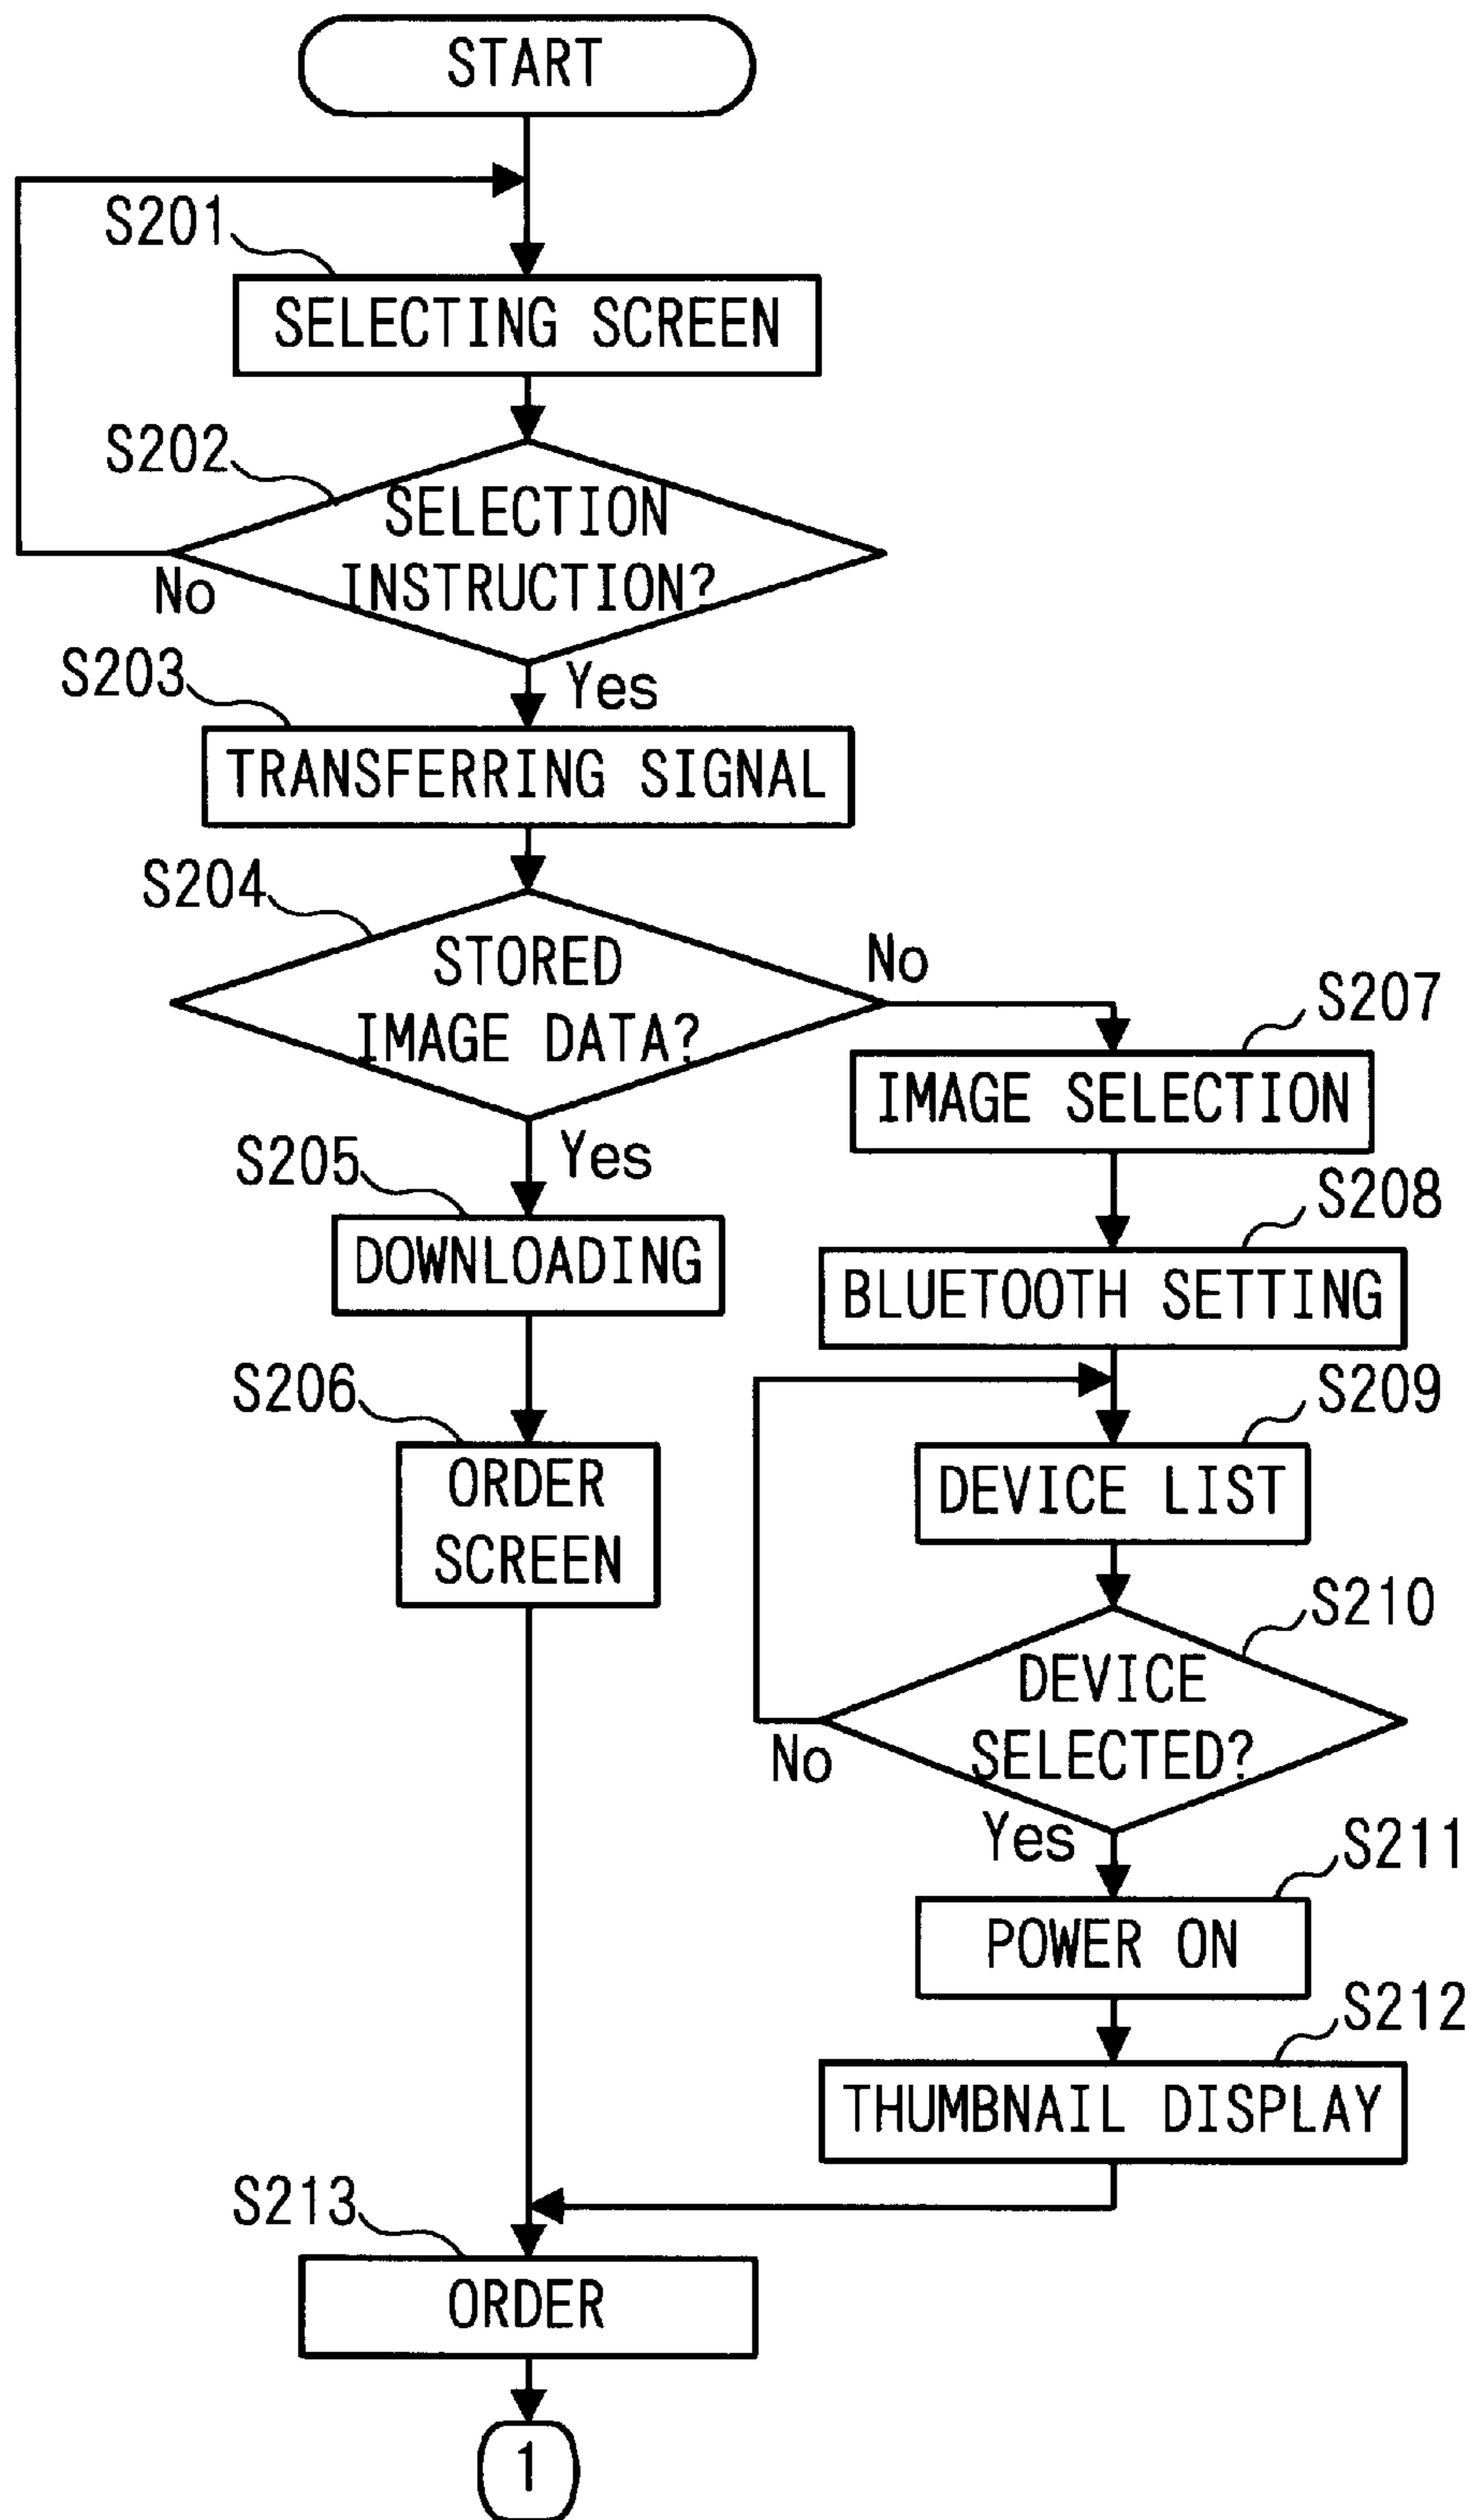 START
S201
SELECTING SCREEN
S202
SELECTION
INSTRUCTION?
No
Yes
S203
TRANSFERRING SIGNAL
S204
STORED
IMAGE DATA?
No
Yes
S205
DOWNLOADING
S206
ORDER
SCREEN
S207
IMAGE SELECTION
S208
BLUETOOTH SETTING
S209
DEVICE LIST
S210
DEVICE
SELECTED?
No
Yes
S211
POWER ON
S212
THUMBNAIL DISPLAY
S213
ORDER
1